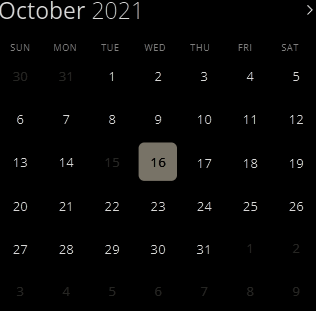 October 2021 >
SUN MON TUE WED THU FRI SAT
30 31 1 2 3 4 5
6 7 8 9 10 11 12
13 14 15 16 17 18 19
20 21 22 23 24 25 26
27 28 29 30 31 1 2
3 4 5 6 7 8 9